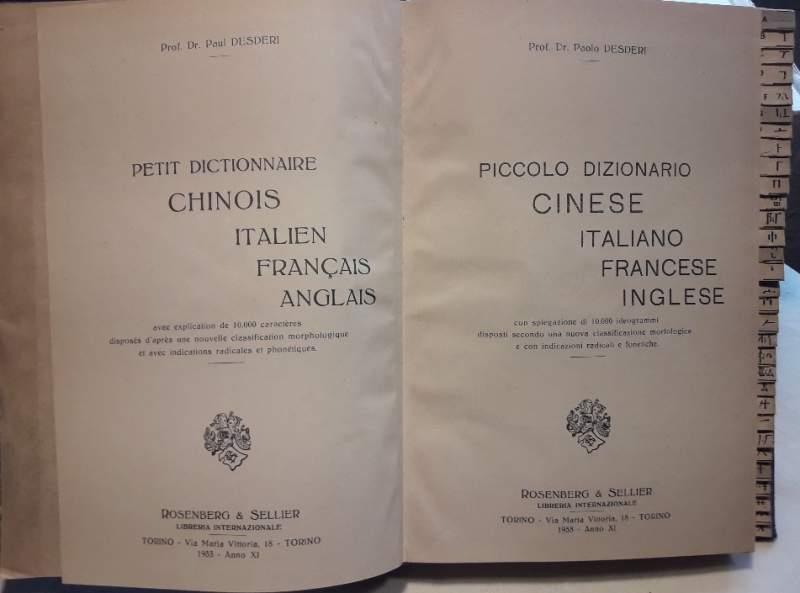 Prof. Dr. Paul DESDERI
PETIT DICTIONNAIRE
CHINOIS
ITALIEN
FRANÇAIS
ANGLAIS
avec explication de 10.000 caractères
disposés d'après une nouvelle classification morphologique
et avec indications radicales et phonétiques.
ROSENBERG & SELLIER
LIBRERIA INTERNAZIONALE
TORINO - Via Maria Vittoria, 18 - TORINO
1933 - Anno XI
Prof. Dr. Paolo DESDERI
PICCOLO DIZIONARIO
CINESE
ITALIANO
FRANCESE
INGLESE
con spiegazione di 10.000 ideogrammi
disposti secondo una nuova classificazione morfologica
e con indicazioni radicali e fonetiche.
ROSENBERG & SELLIER
LIBRERIA INTERNAZIONALE
TORINO - Via Maria Vittoria, 18 - TORINO
1933 - Anno XI